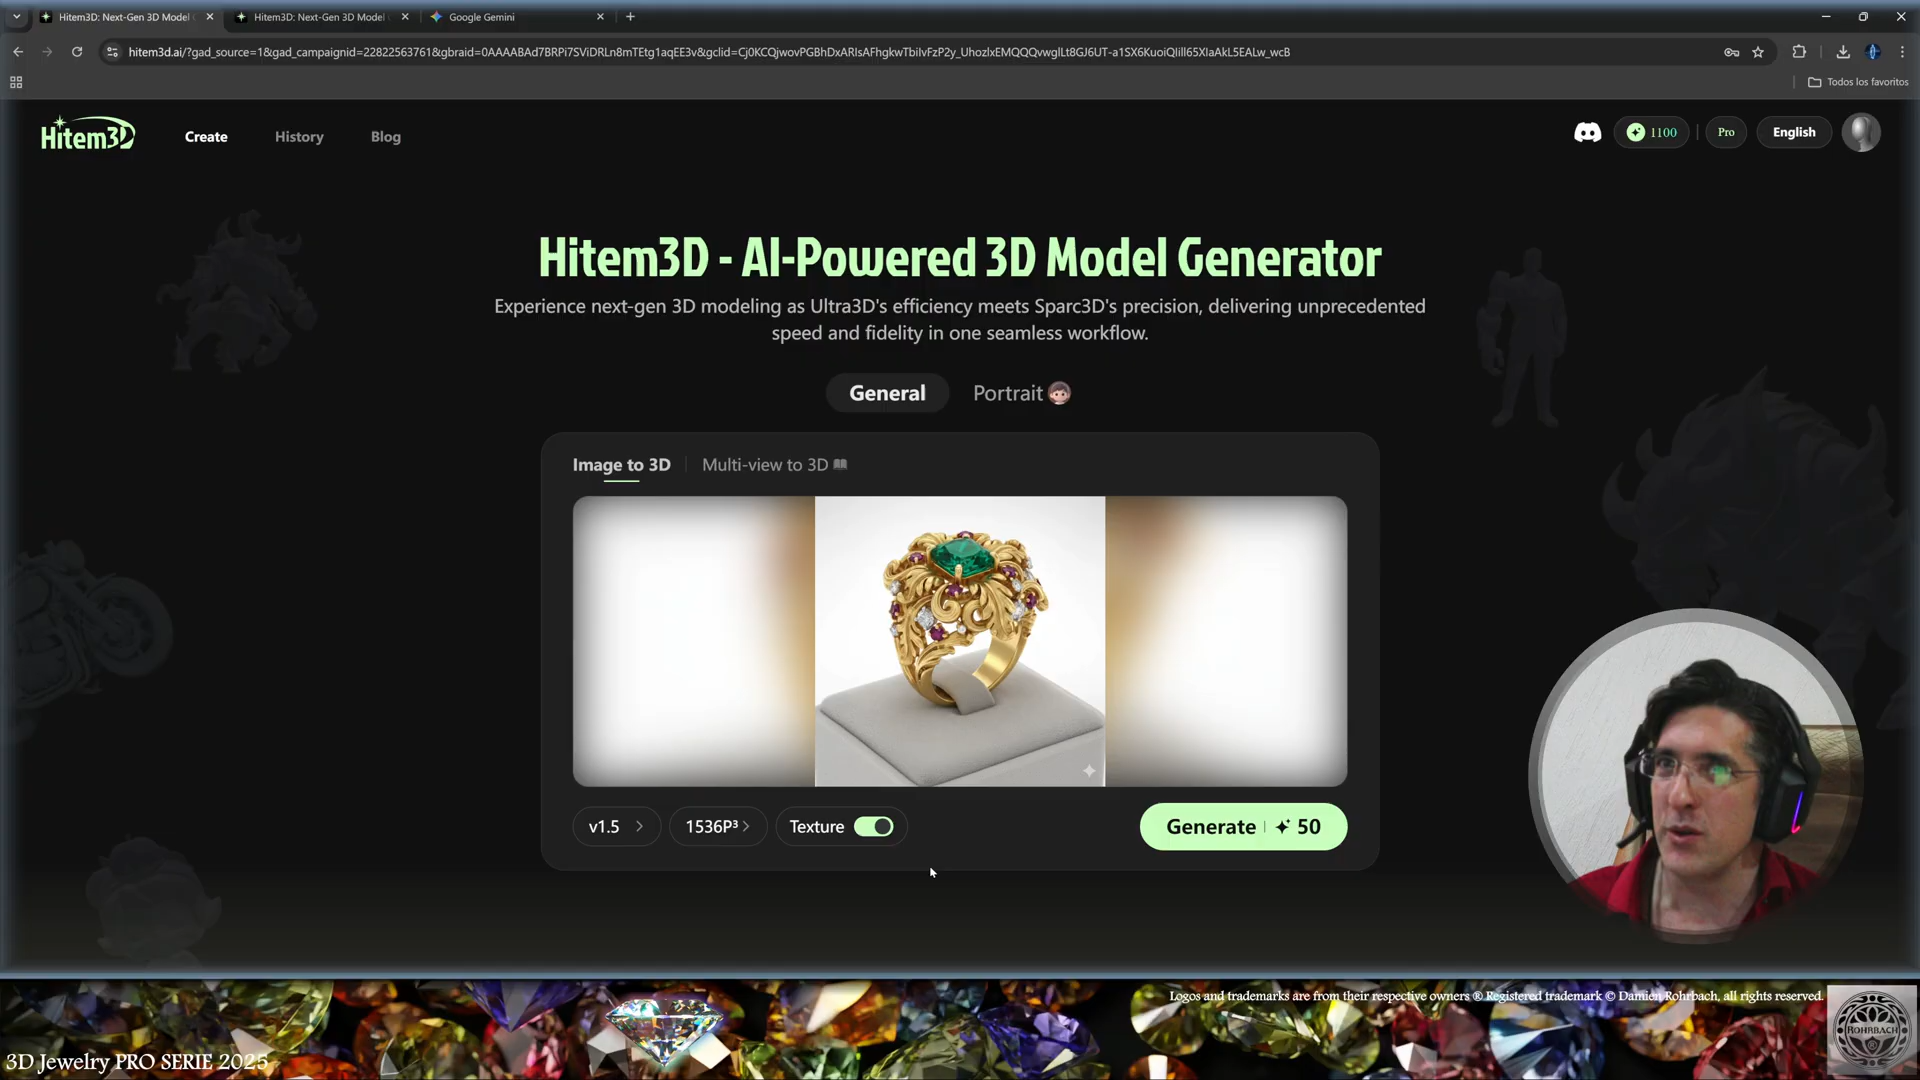 Hitem3D: Next-Gen 3D Model
Hitem3D: Next-Gen 3D Model
Google Gemini
hitem3d.ai/?gad_source=1&gad_campaignid=22822563761&gbraid=0AAAABAd7BRPi7SViDRLn8mTEtg1aqEE3v&gclid=Cj0KCQjwovPGBhDxARIsAFhgkwTbiIvFzP2y_UhozlxEMQQQvwglLt8GJ6UT-a1SX6KuoiQIill65XIaAkL5EALw_wcB
Todos los favoritos
Hitem3D
Create
History
Blog
1100
Pro
English
Hitem3D - AI-Powered 3D Model Generator
Experience next-gen 3D modeling as Ultra3D's efficiency meets Sparc3D's precision, delivering unprecedented
speed and fidelity in one seamless workflow.
General
Portrait
Image to 3D
Multi-view to 3D
v1.5
1536P³
Texture
Generate
50
Logos and trademarks are from their respective owners ® Registered trademark © Damien Rohrbach, all rights reserved.
3D Jewelry PRO SERIE 2025
ROHRBACH